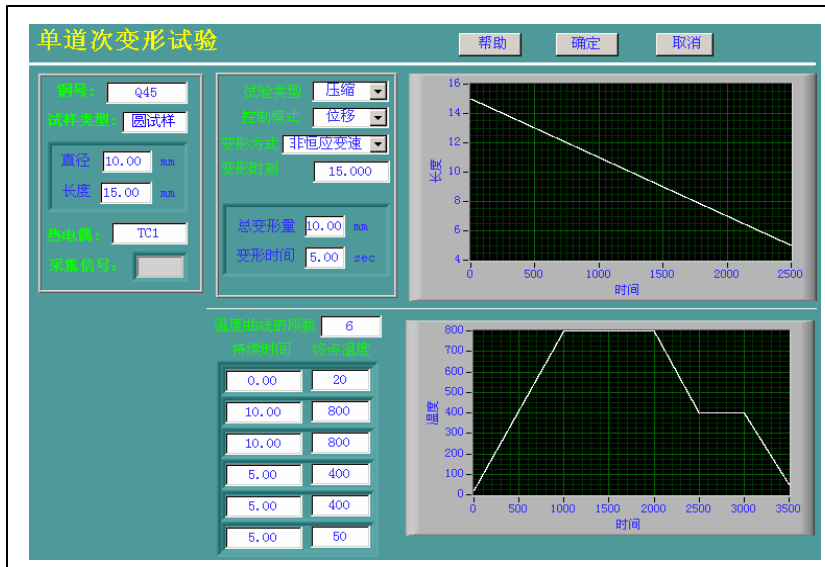 单道次变形试验
帮助 确定 取消
钢号: Q45
试样类型: 圆试样
直径 10.00 mm
长度 15.00 mm
热电偶: TC1
采集信号:
试验类型 压缩
控制模式 位移
变形方式 非恒应变速
变形时刻 15.000
总变形量 10.00 mm
变形时间 5.00 sec
16
14
12
10
8
6
4
长度
0 500 1000 1500 2000 2500
时间
温度曲线的段数 6
持续时间 终点温度
0.00 20
10.00 800
10.00 800
5.00 400
5.00 400
5.00 50
800
700
600
500
400
300
200
100
0
温度
0 500 1000 1500 2000 2500 3000 3500
时间